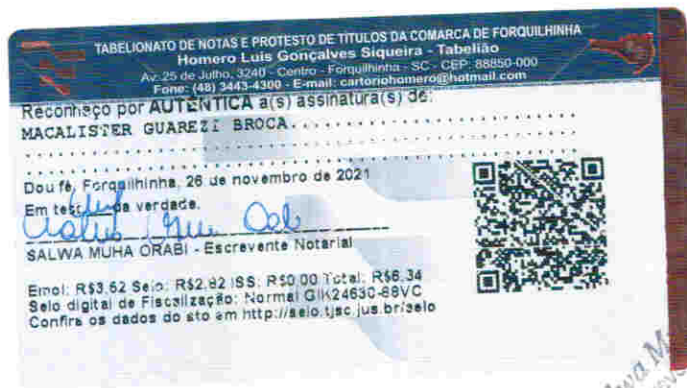 TABELIONATO DE NOTAS E PROTESTO DE TÍTULOS DA COMARCA DE FORQUILHINHA
Homero Luis Gonçalves Siqueira - Tabelião
Av. 25 de Julho, 3240 - Centro - Forquilhinha - SC - CEP: 88850-000
Fone: (48) 3443-4300 - E-mail: cartoriohomero@hotmail.com
Reconheço por AUTÊNTICA a(s) assinatura(s) de:
MACALISTER GUAREZI BROCA
Dou fé, Forquilhinha, 26 de novembro de 2021
Em test. da verdade.
SALWA MUHA ORABI - Escrevente Notarial
Emol: R$3.52 Selo: R$2.82 ISS: R$0.00 Total: R$6.34
Selo digital de Fiscalização: Normal GIK24630-88VC
Confira os dados do ato em http://selo.tjsc.jus.br/selo